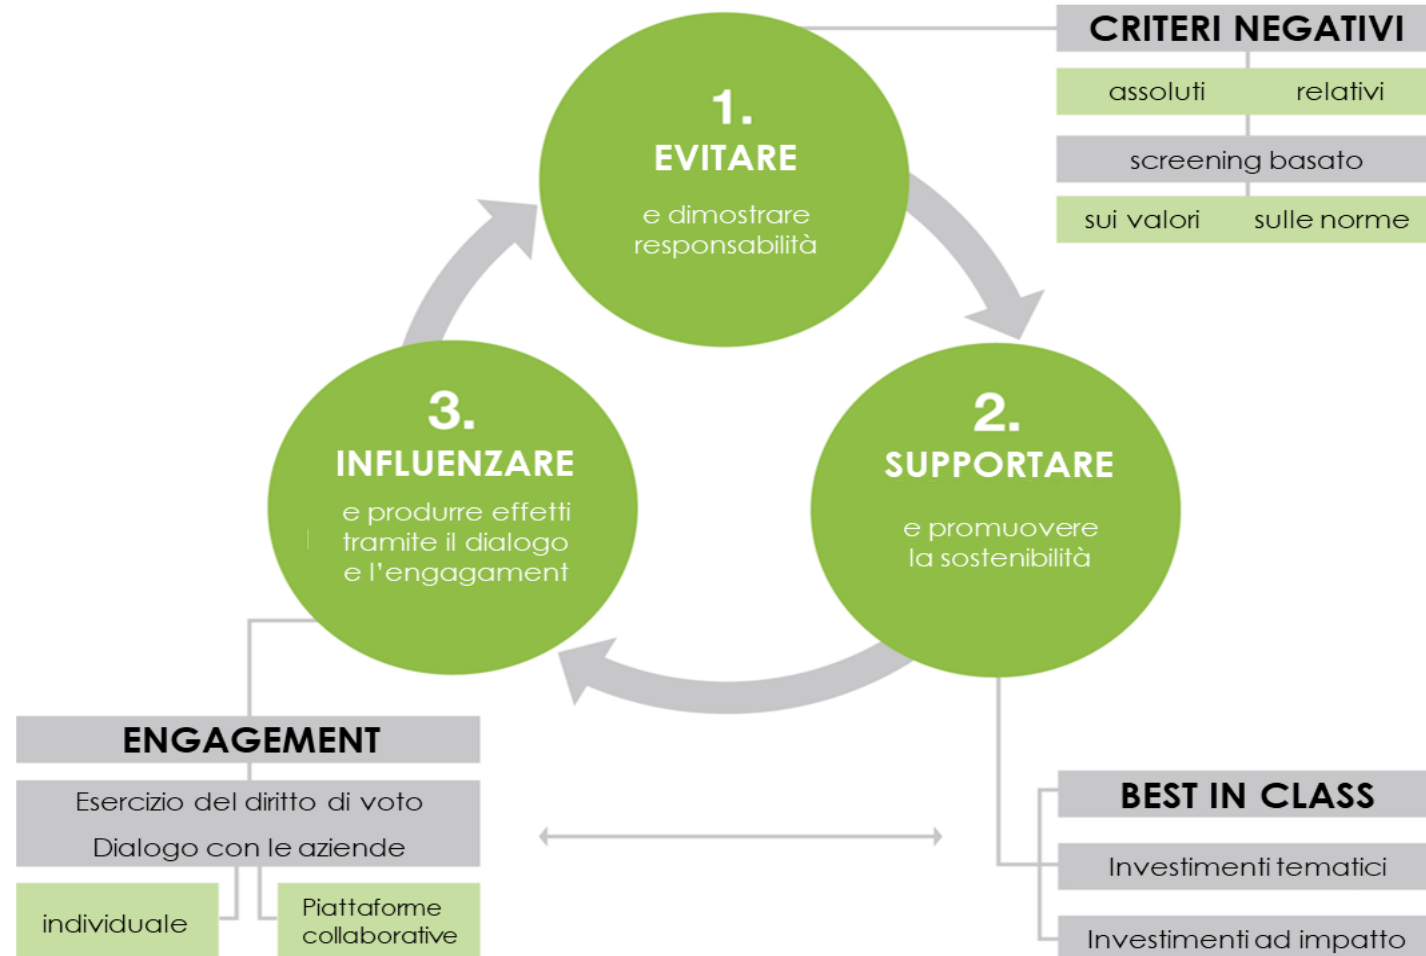 1.
EVITARE
e dimostrare
responsabilità
CRITERI NEGATIVI
assoluti relativi
screening basato
sui valori sulle norme
2.
SUPPORTARE
e promuovere
la sostenibilità
BEST IN CLASS
Investimenti tematici
Investimenti ad impatto
3.
INFLUENZARE
e produrre effetti
tramite il dialogo
e l’engagament
ENGAGEMENT
Esercizio del diritto di voto
Dialogo con le aziende
individuale
Piattaforme
collaborative